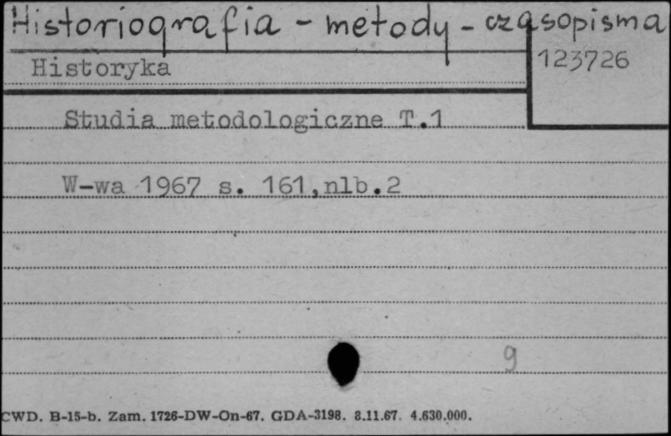 Historiografia - metody - czasopisma
Historyka
123726
Studia metodologiczne T.1
W-wa 1967 s. 161,nlb.2
9
CWD. B-15-b. Zam. 1726-DW-On-67. GDA-3198. 8.11.67. 4.630.000.